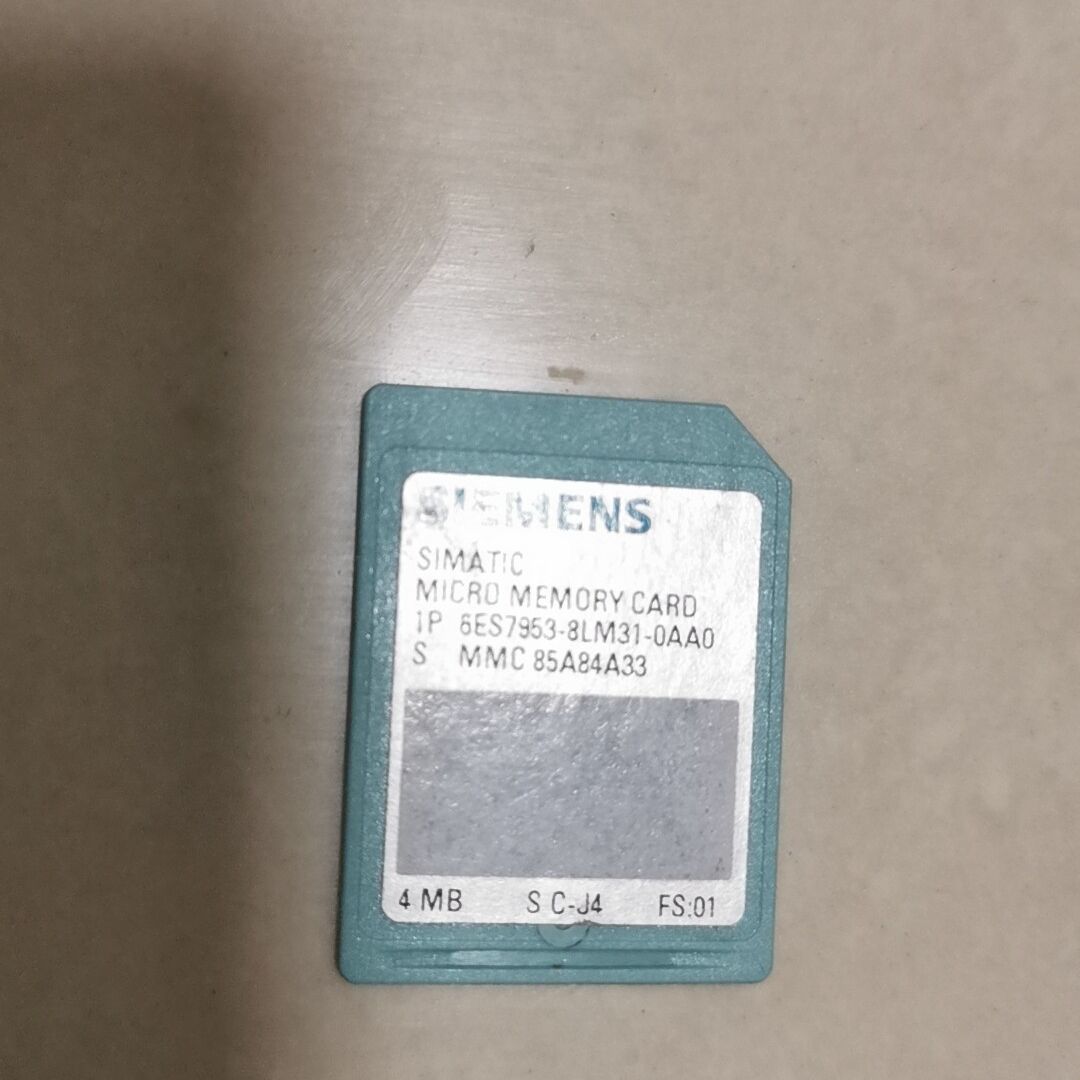 SIEMENS
SIMATIC
MICRO MEMORY CARD
1P 6ES7953-8LM31-0AA0
S MMC 85A84A33
4 MB S C-J4 FS:01